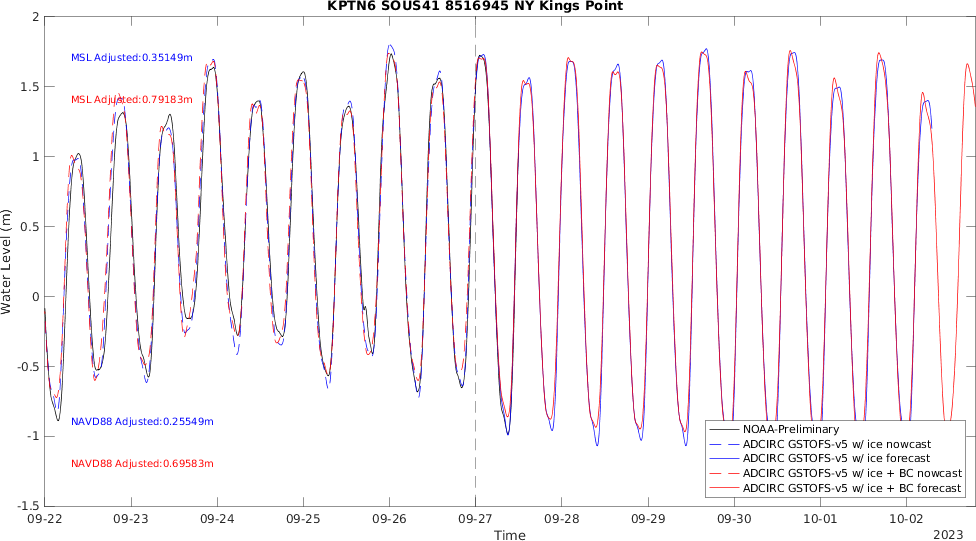 KPTN6 SOUS41 8516945 NY Kings Point
2
1.5
1
0.5
0
-0.5
-1
-1.5
Water Level (m)
MSL Adjusted:0.35149m
MSL Adjusted:0.79183m
NAVD88 Adjusted:0.25549m
NAVD88 Adjusted:0.69583m
NOAA-Preliminary
ADCIRC GSTOFS-v5 w/ ice nowcast
ADCIRC GSTOFS-v5 w/ ice forecast
ADCIRC GSTOFS-v5 w/ ice + BC nowcast
ADCIRC GSTOFS-v5 w/ ice + BC forecast
09-22 09-23 09-24 09-25 09-26 09-27 09-28 09-29 09-30 10-01 10-02
Time
2023